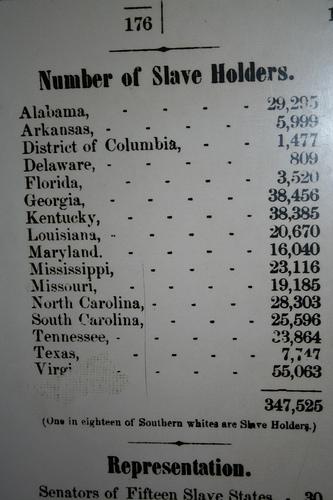 176
Number of Slave Holders.
Alabama, - - - - 29,295
Arkansas, - - - - 5,999
District of Columbia, - - 1,477
Delaware, - - - - 809
Florida, - - - - 3,520
Georgia, - - - - 38,456
Kentucky, - - - - 38,385
Louisiana, - - - - 20,670
Maryland. - - - - 16,040
Mississippi, - - - - 23,116
Missouri, - - - - 19,185
North Carolina, - - - 28,303
South Carolina, - - - 25,596
Tennessee, - - - - 33,864
Texas, - - - - 7,747
Virgi - - - 55,063
347,525
(One in eighteen of Southern whites are Slave Holders.)
Representation.
Senators of Fifteen Slave States - 30